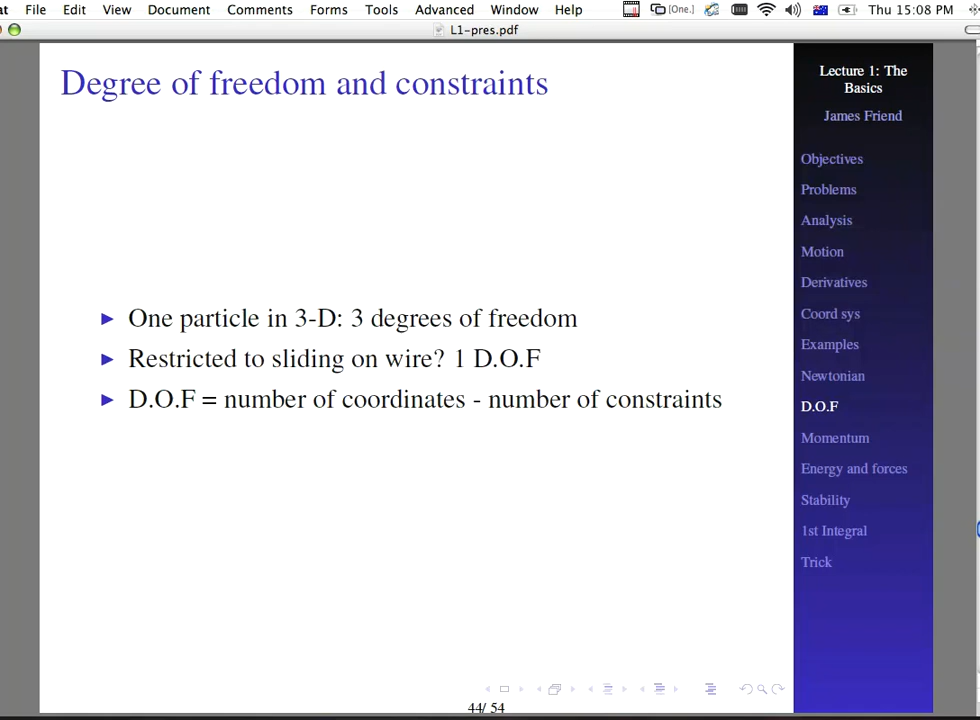 at File Edit View Document Comments Forms Tools Advanced Window Help [One.] Thu 15:08 PM
L1-pres.pdf
Degree of freedom and constraints
One particle in 3-D: 3 degrees of freedom
Restricted to sliding on wire? 1 D.O.F
D.O.F = number of coordinates - number of constraints
44/ 54
Lecture 1: The
Basics
James Friend
Objectives
Problems
Analysis
Motion
Derivatives
Coord sys
Examples
Newtonian
D.O.F
Momentum
Energy and forces
Stability
1st Integral
Trick